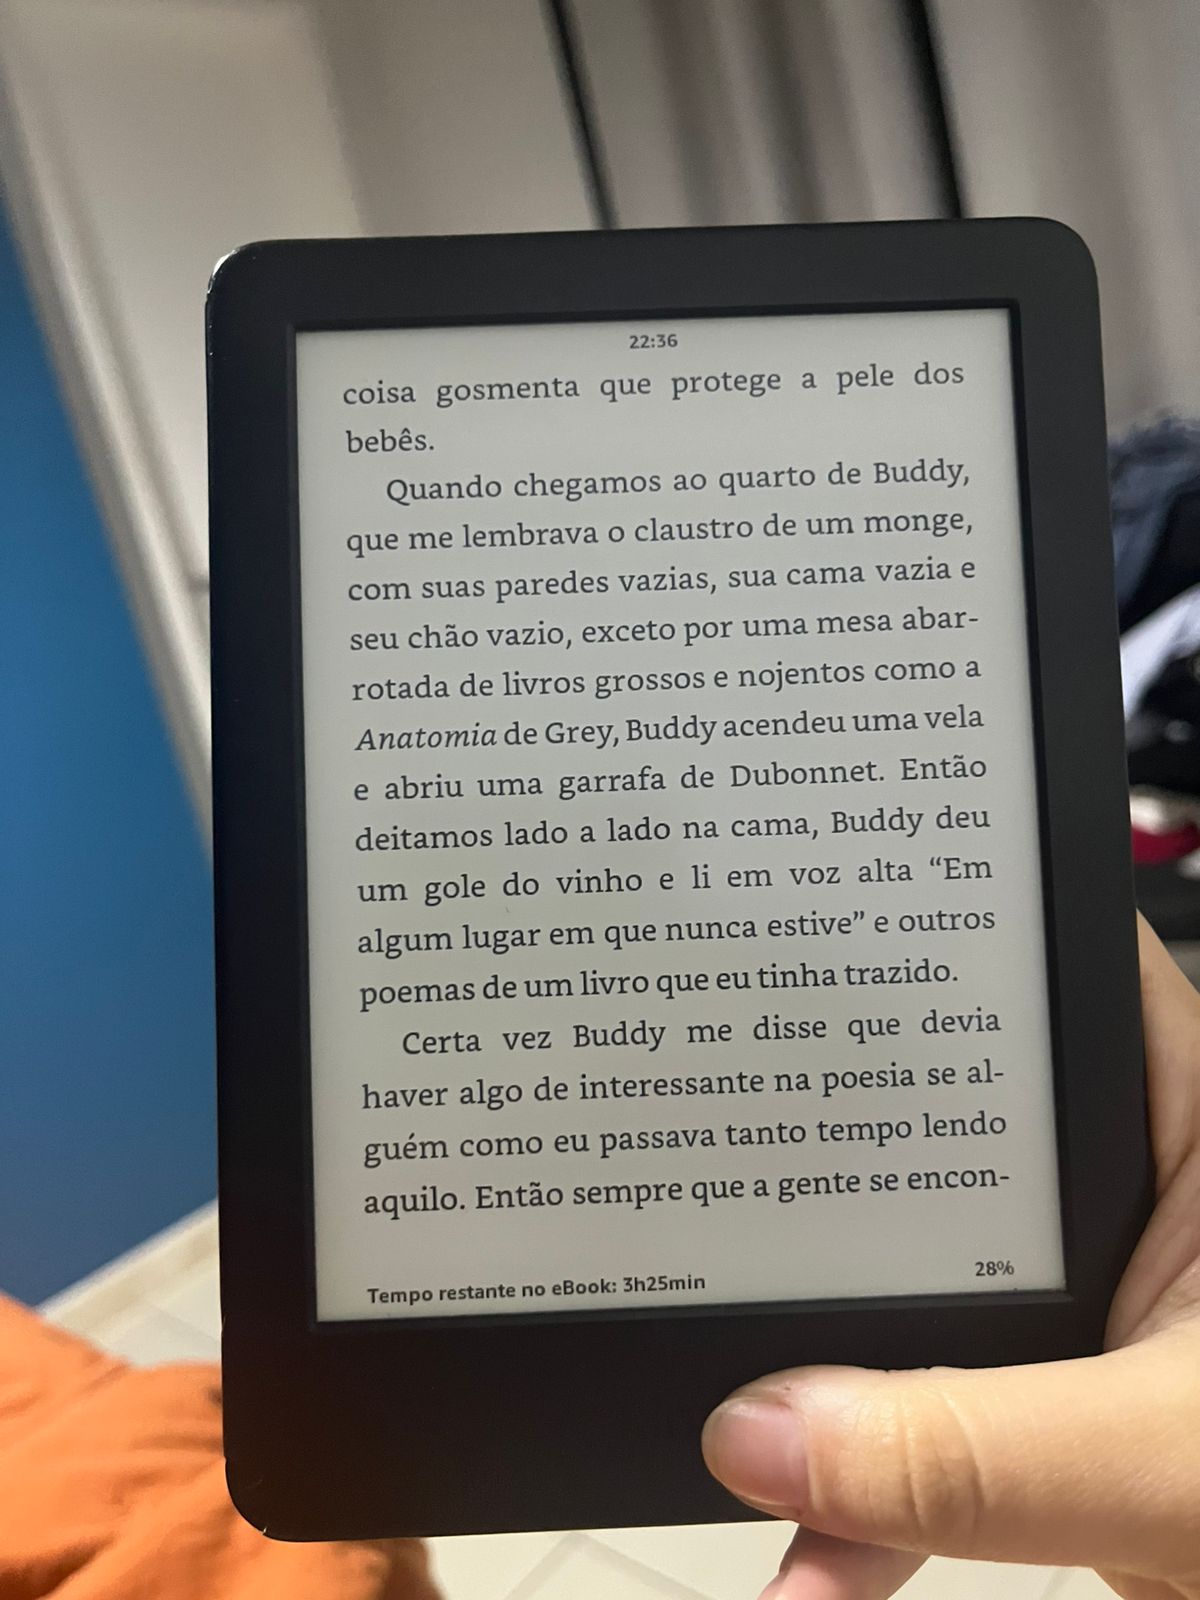 22:36
coisa gosmenta que protege a pele dos
bebês.
Quando chegamos ao quarto de Buddy,
que me lembrava o claustro de um monge,
com suas paredes vazias, sua cama vazia e
seu chão vazio, exceto por uma mesa abar-
rotada de livros grossos e nojentos como a
Anatomia de Grey, Buddy acendeu uma vela
e abriu uma garrafa de Dubonnet. Então
deitamos lado a lado na cama, Buddy deu
um gole do vinho e li em voz alta “Em
algum lugar em que nunca estive” e outros
poemas de um livro que eu tinha trazido.
Certa vez Buddy me disse que devia
haver algo de interessante na poesia se al-
guém como eu passava tanto tempo lendo
aquilo. Então sempre que a gente se encon-
Tempo restante no eBook: 3h25min
28%